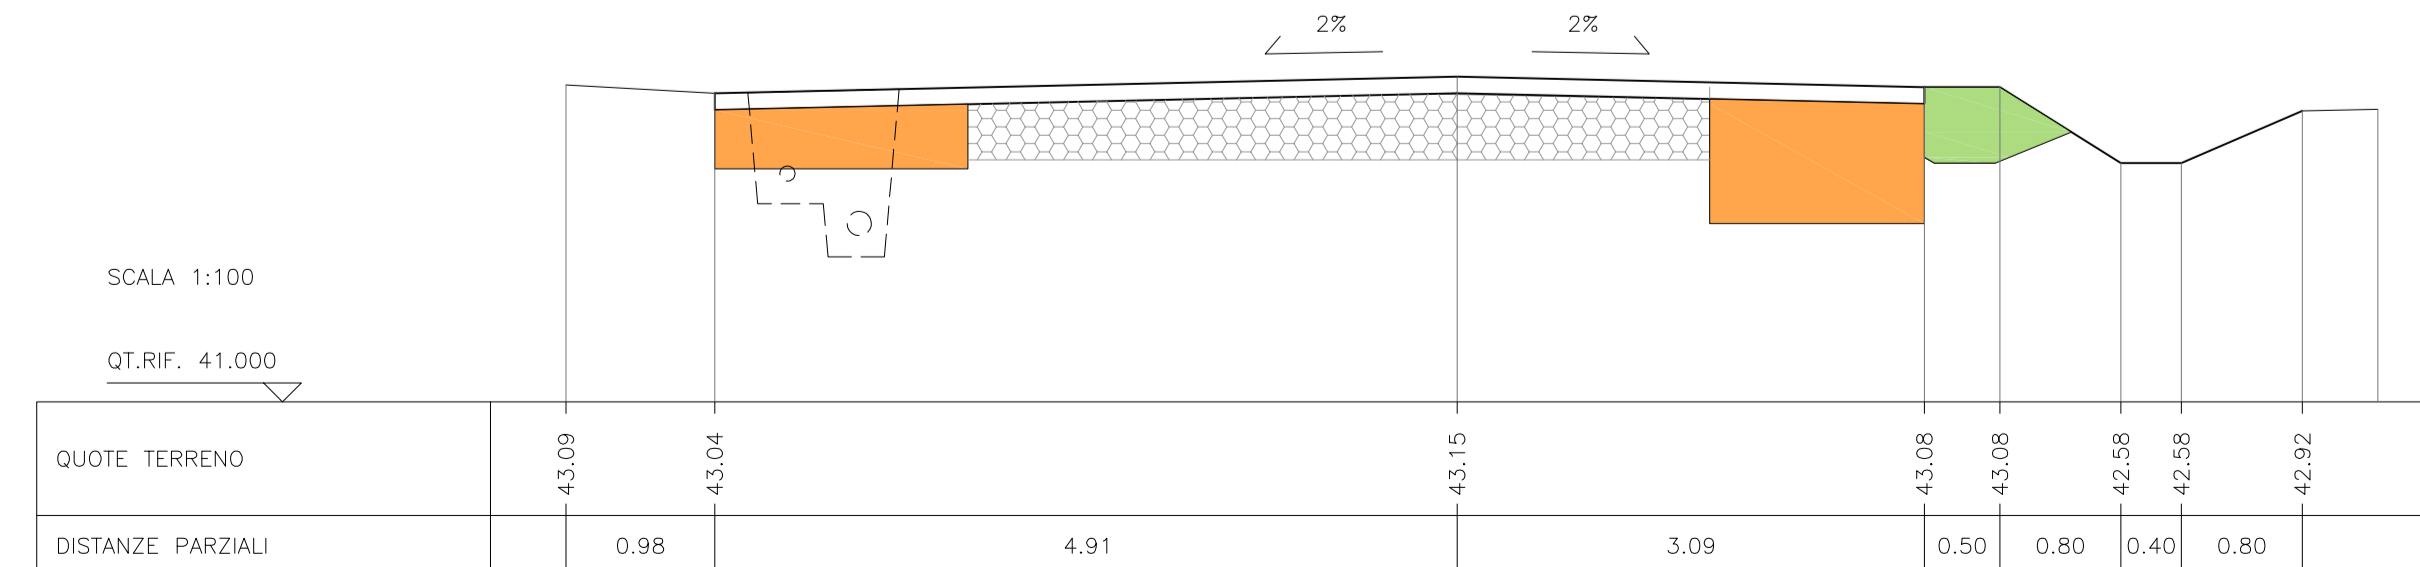 2% 2%
SCALA 1:100
QT.RIF. 41.000
QUOTE TERRENO 43.09 43.04 43.15 43.08 43.08 42.58 42.58 42.92
DISTANZE PARZIALI 0.98 4.91 3.09 0.50 0.80 0.40 0.80